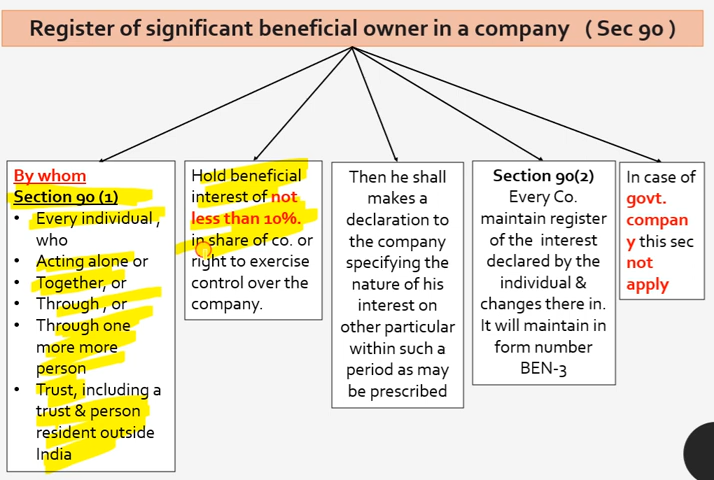 Register of significant beneficial owner in a company ( Sec 90 )
By whom
Section 90 (1)
• Every individual ,
who
• Acting alone or
• Together, or
• Through , or
• Through one
more more
person
• Trust, including a
trust & person
resident outside
India
Hold beneficial
interest of not
less than 10%.
in share of co. or
right to exercise
control over the
company.
Then he shall
makes a
declaration to
the company
specifying the
nature of his
interest on
other particular
within such a
period as may
be prescribed
Section 90(2)
Every Co.
maintain register
of the interest
declared by the
individual &
changes there in.
It will maintain in
form number
BEN-3
In case of
govt.
compan
y this sec
not
apply